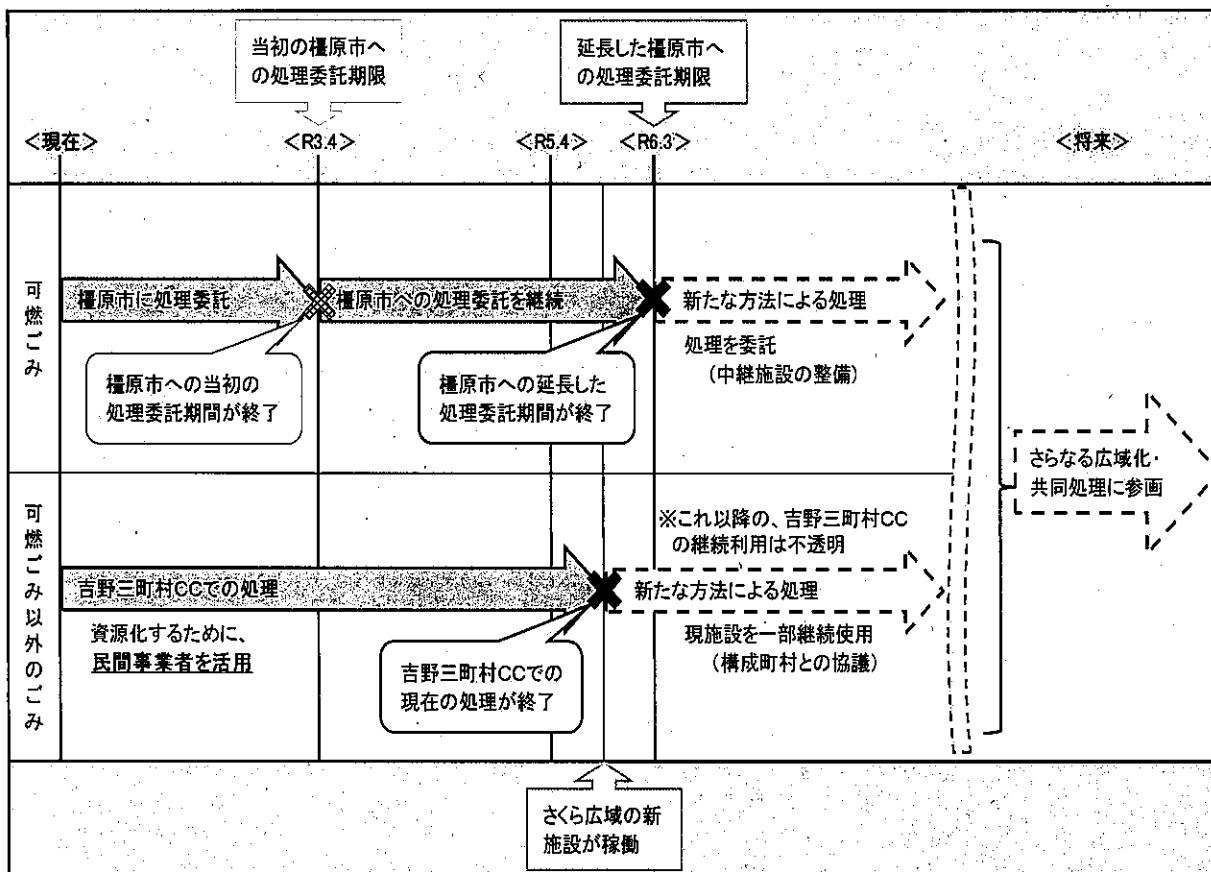 当初の橿原市へ
の処理委託期限
延長した橿原市へ
の処理委託期限
<現在>
<R3.4>
<R5.4>
<R6.3>
<将来>
可燃ごみ
橿原市に処理委託
橿原市への処理委託を継続
新たな方法による処理
処理を委託
（中継施設の整備）
橿原市への当初の
処理委託期間が終了
橿原市への延長した
処理委託期間が終了
さらなる広域化・
共同処理に参画
可燃ごみ以外のごみ
※これ以降の、吉野三町村CC
の継続利用は不透明
吉野三町村CCでの処理
新たな方法による処理
資源化するために、
民間事業者を活用
現施設を一部継続使用
（構成町村との協議）
吉野三町村CCでの
現在の処理が終了
さくら広域の新
施設が稼働